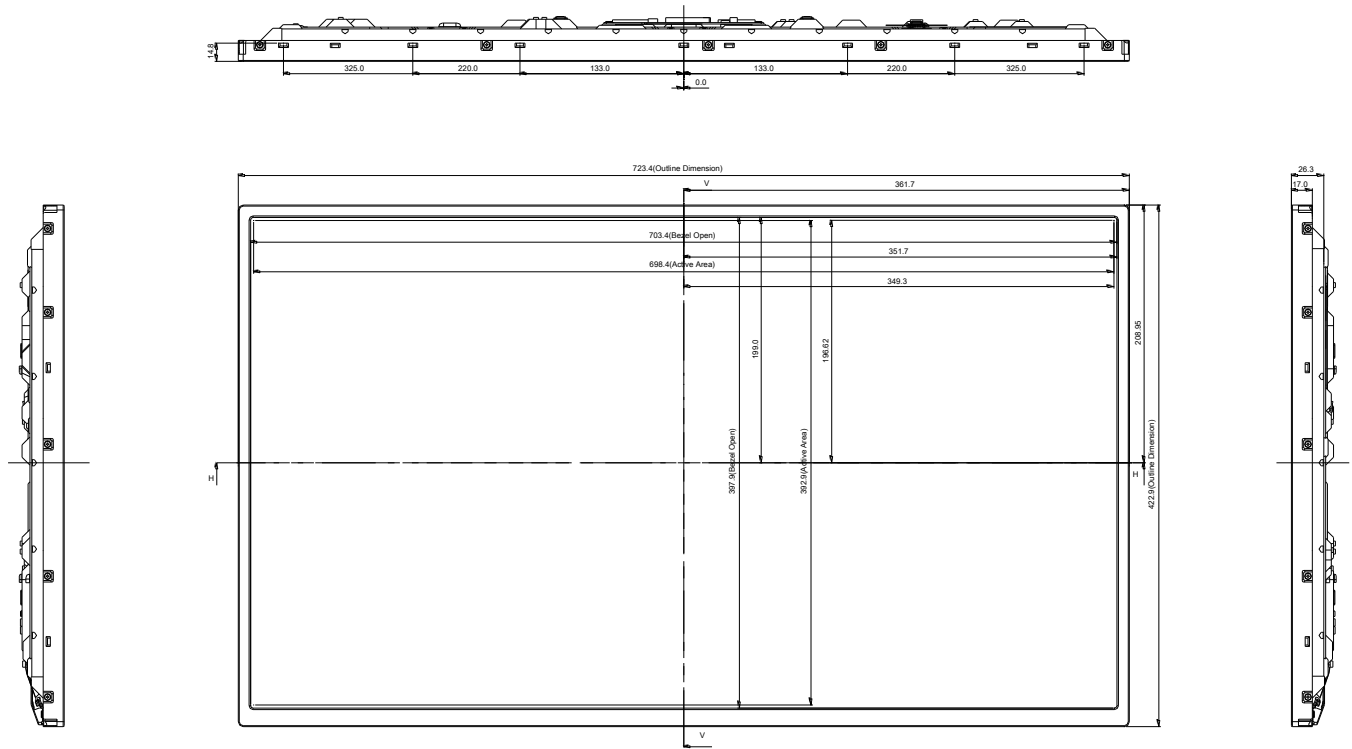 14.8
325.0
220.0
133.0
133.0
220.0
325.0
0.0
723.4(Outline Dimension)
V
361.7
26.3
17.0
703.4(Bezel Open)
351.7
698.4(Active Area)
349.3
208.95
199.0
196.62
397.9(Bezel Open)
392.9(Active Area)
422.9(Outline Dimension)
H
H
V